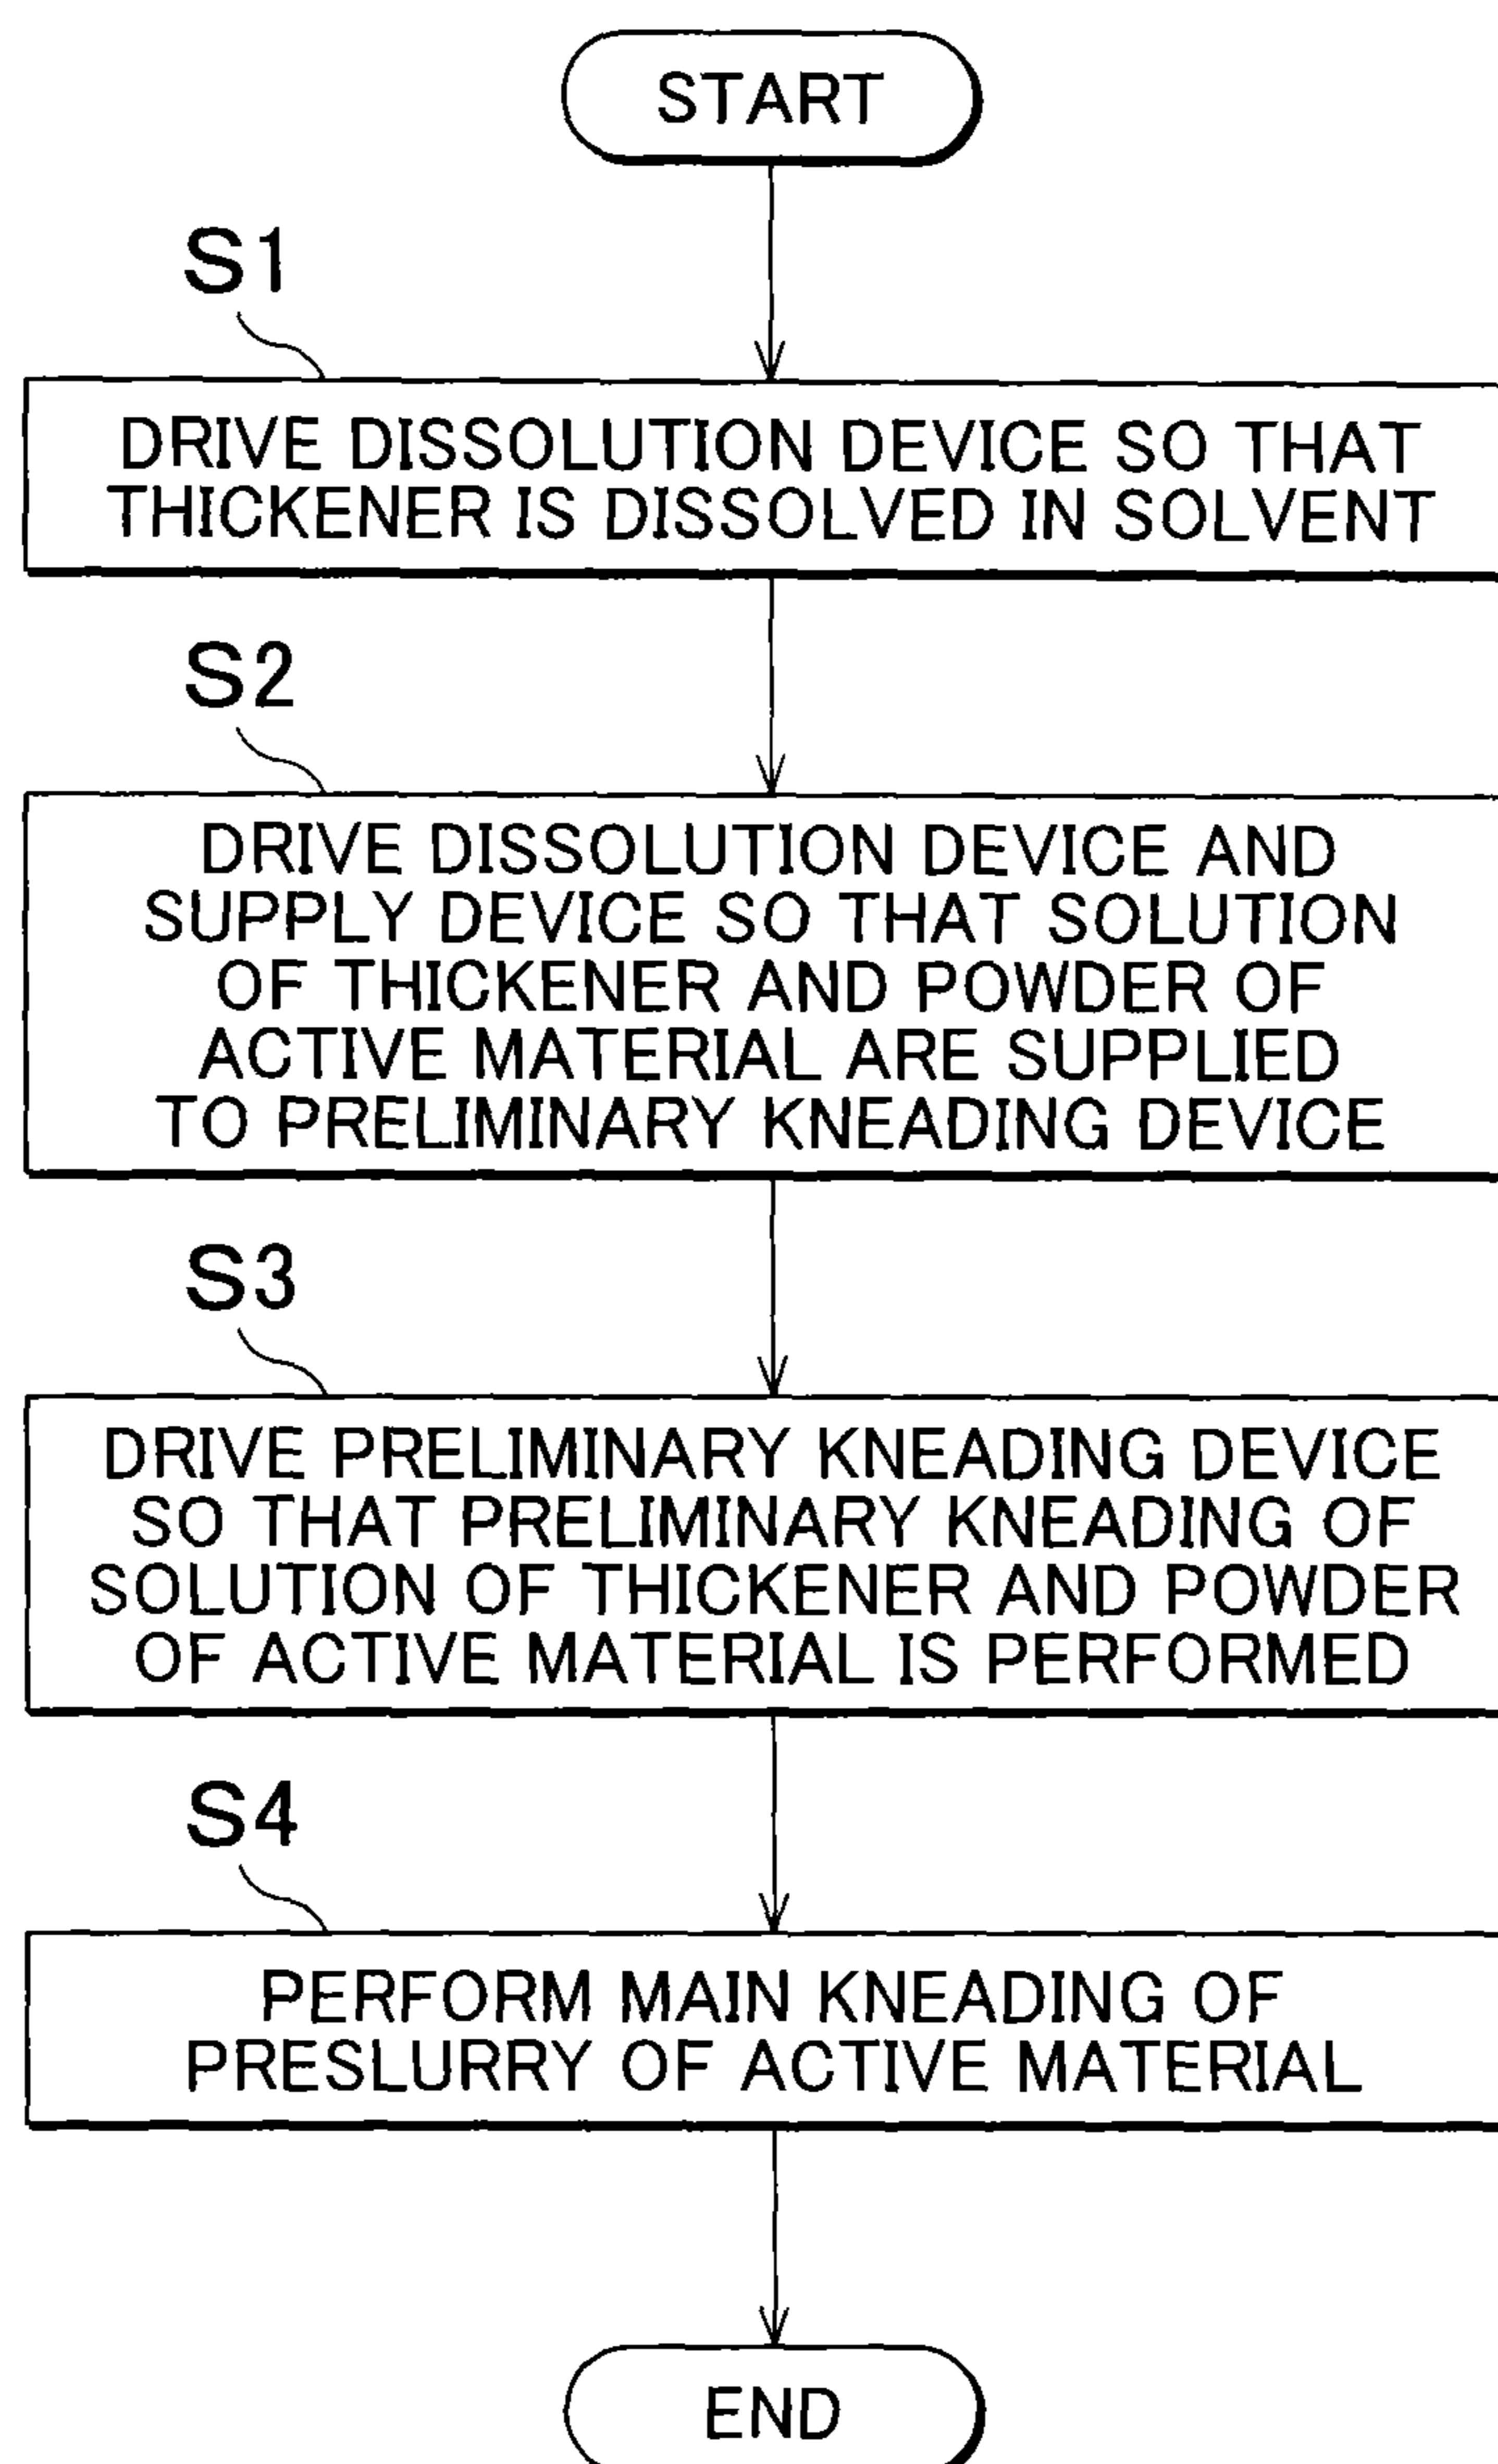 START
S1
DRIVE DISSOLUTION DEVICE SO THAT
THICKENER IS DISSOLVED IN SOLVENT
S2
DRIVE DISSOLUTION DEVICE AND
SUPPLY DEVICE SO THAT SOLUTION
OF THICKENER AND POWDER OF
ACTIVE MATERIAL ARE SUPPLIED
TO PRELIMINARY KNEADING DEVICE
S3
DRIVE PRELIMINARY KNEADING DEVICE
SO THAT PRELIMINARY KNEADING OF
SOLUTION OF THICKENER AND POWDER
OF ACTIVE MATERIAL IS PERFORMED
S4
PERFORM MAIN KNEADING OF
PRESLURRY OF ACTIVE MATERIAL
END